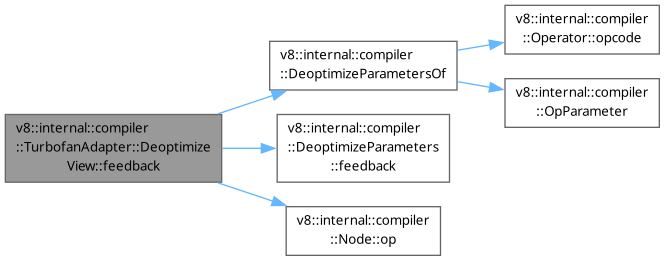 v8::internal::compiler
::TurbofanAdapter::Deoptimize
View::feedback
v8::internal::compiler
::DeoptimizeParametersOf
v8::internal::compiler
::Operator::opcode
v8::internal::compiler
::OpParameter
v8::internal::compiler
::DeoptimizeParameters
::feedback
v8::internal::compiler
::Node::op